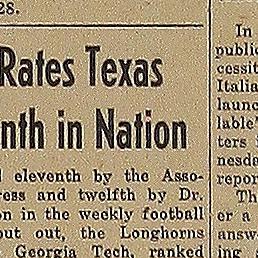 28.
Rates Texas
nth in Nation
eleventh by the Asso-
ress and twelfth by Dr.
on in the weekly football
out out, the Longhorns
Georgia Tech, ranked
In
public
cessit
Italia
launc
lable"
ters i
nesda
repor
Th
er a
answ
ing s